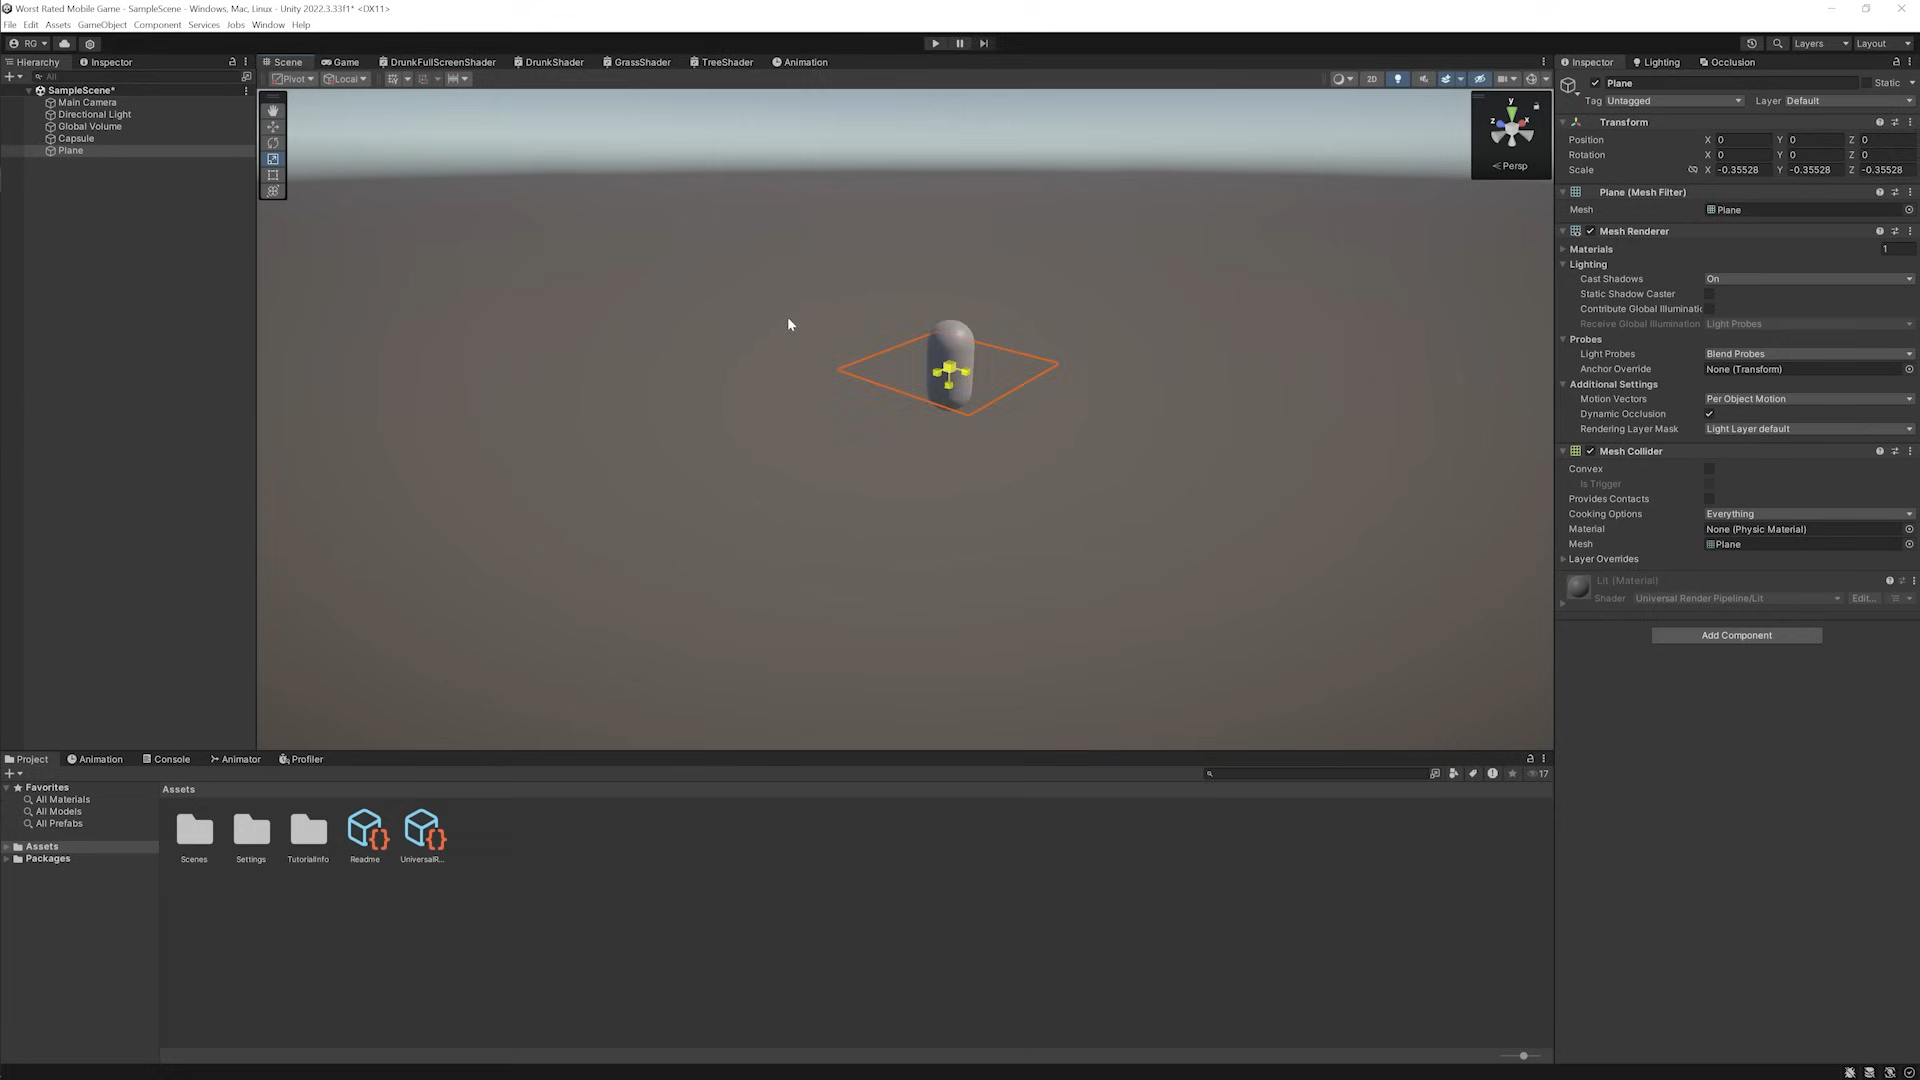 Worst Rated Mobile Game - SampleScene - Windows, Mac, Linux - Unity 2022.3.33f1* <DX11>
File Edit Assets GameObject Component Services Jobs Window Help
RG Layers Layout
Hierarchy Inspector
All
SampleScene*
Main Camera
Directional Light
Global Volume
Capsule
Plane
Scene Game DrunkFullScreenShader DrunkShader GrassShader TreeShader Animation
Pivot Local 2D
y
z x
Persp
Inspector Lighting Occlusion
Plane Static
Tag Untagged Layer Default
Transform
Position X 0 Y 0 Z 0
Rotation X 0 Y 0 Z 0
Scale X -0.35528 Y -0.35528 Z -0.35528
Plane (Mesh Filter)
Mesh Plane
Mesh Renderer
Materials 1
Lighting
Cast Shadows On
Static Shadow Caster
Contribute Global Illuminatic
Receive Global Illumination Light Probes
Probes
Light Probes Blend Probes
Anchor Override None (Transform)
Additional Settings
Motion Vectors Per Object Motion
Dynamic Occlusion
Rendering Layer Mask Light Layer default
Mesh Collider
Convex
Is Trigger
Provides Contacts
Cooking Options Everything
Material None (Physic Material)
Mesh Plane
Layer Overrides
Lit (Material)
Shader Universal Render Pipeline/Lit Edit...
Add Component
Project Animation Console Animator Profiler
17
Favorites
All Materials
All Models
All Prefabs
Assets
Packages
Assets
Scenes Settings TutorialInfo Readme UniversalR...